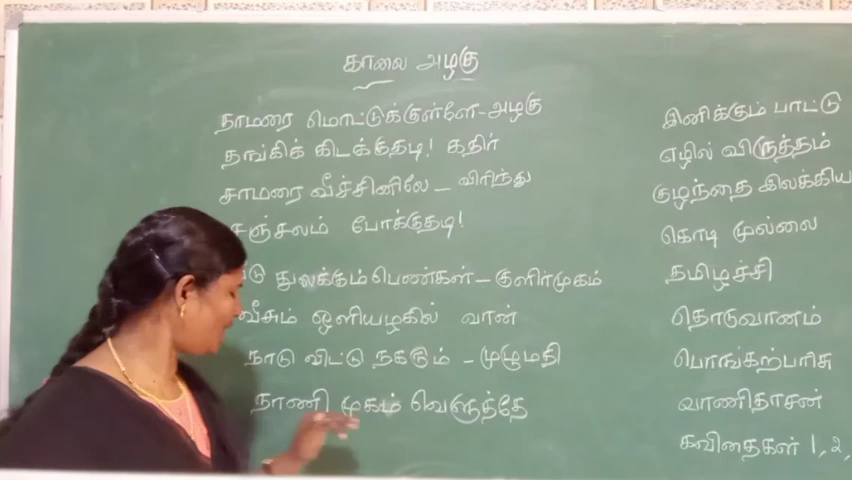 காலை அழகு
தாமரை மொட்டுக்குள்ளே - அழகு
தங்கிக் கிடக்குதடி! கதிர்
சாமரை வீச்சினிலே - விரிந்து
சஞ்சலம் போக்குதடி!
துலக்கும் பெண்கள் - குளிர்முகம்
வீசும் ஒளியழகில் வான்
நாடு விட்டு நகரும் - முழுமதி
நாணி முகம் வெளுத்தே
இனிக்கும் பாட்டு
எழில் விருத்தம்
குழந்தை இலக்கிய
கொடி முல்லை
தமிழச்சி
தொடுவானம்
பொங்கற்பரிசு
வாணிதாசன்
கவிதைகள் 1, 2,